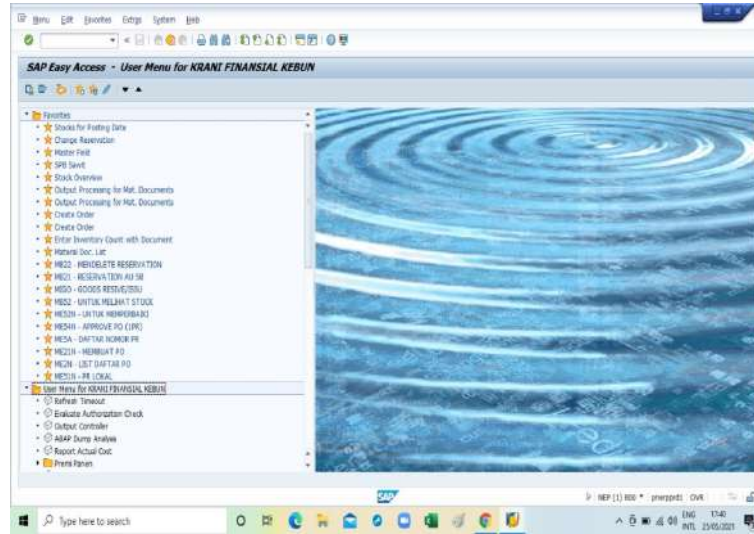 Menu Edit Favorites Extras System Help
SAP Easy Access - User Menu for KRANI FINANSIAL KEBUN
Favorites
Stocks for Posting Date
Change Reservation
Master Field
SPB Sawit
Stock Overview
Output Processing for Mat. Documents
Output Processing for Mat. Documents
Create Order
Create Order
Enter Inventory Count with Document
Material Doc. List
MB22 - MENDELETE RESERVATION
MB21 - RESERVATION AU 58
MIGO - GOODS RESIVE/ISSU
MB52 - UNTUK MELIHAT STOCK
ME52N - UNTUK MEMPERBAIKI
ME54N - APPROVE PO (1PR)
ME5A - DAFTAR NOMOR PR
ME21N - MEMBUAT PO
ME2N - LIST DAFTAR PO
ME51N - PR LOKAL
User Menu for KRANI FINANSIAL KEBUN
Refresh Timeout
Evaluate Authorization Check
Output Controller
ABAP Dump Analysis
Report Actual Cost
Premi Panen
SAP
NEP (1) 800 OVR
Type here to search
ENG 17:40
INTL 25/05/2021